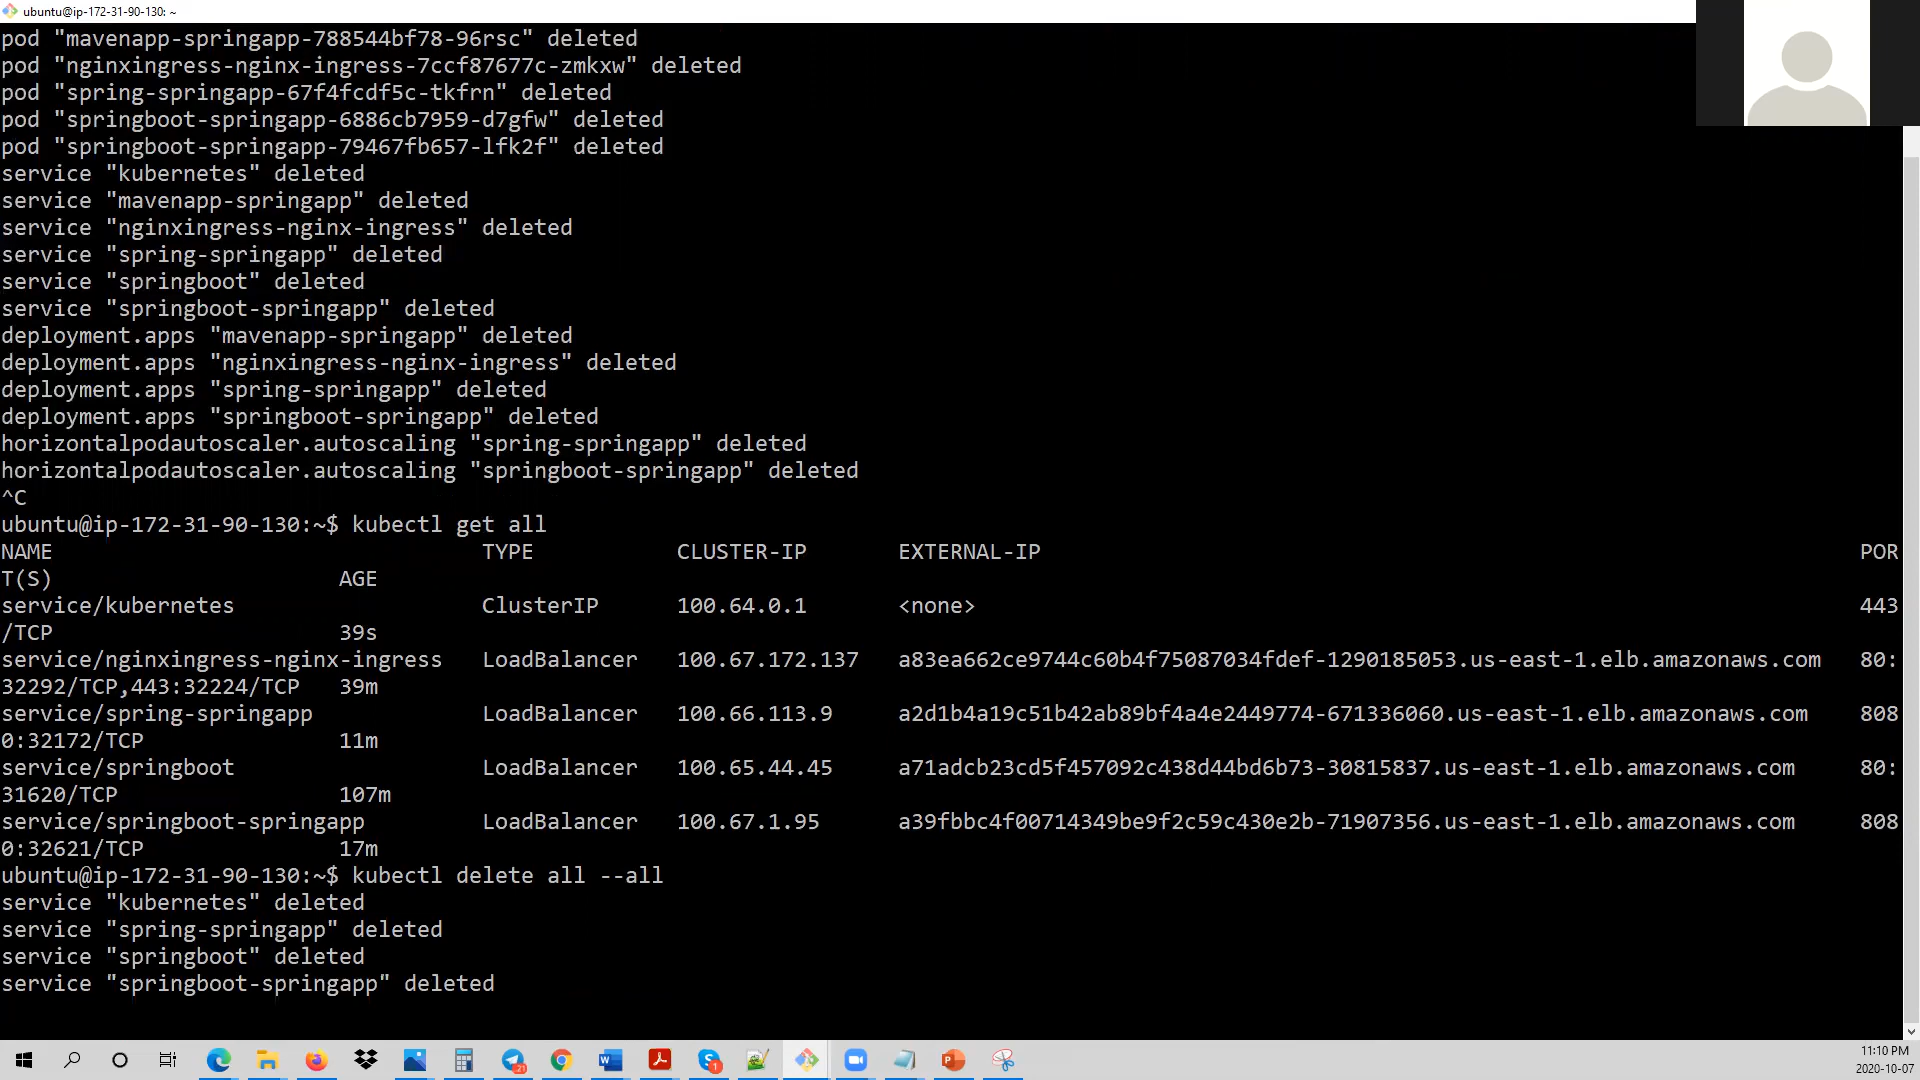 ubuntu@ip-172-31-90-130: ~
pod "mavenapp-springapp-788544bf78-96rsc" deleted
pod "nginxingress-nginx-ingress-7ccf87677c-zmkxw" deleted
pod "spring-springapp-67f4fcdf5c-tkfrn" deleted
pod "springboot-springapp-6886cb7959-d7gfw" deleted
pod "springboot-springapp-79467fb657-lfk2f" deleted
service "kubernetes" deleted
service "mavenapp-springapp" deleted
service "nginxingress-nginx-ingress" deleted
service "spring-springapp" deleted
service "springboot" deleted
service "springboot-springapp" deleted
deployment.apps "mavenapp-springapp" deleted
deployment.apps "nginxingress-nginx-ingress" deleted
deployment.apps "spring-springapp" deleted
deployment.apps "springboot-springapp" deleted
horizontalpodautoscaler.autoscaling "spring-springapp" deleted
horizontalpodautoscaler.autoscaling "springboot-springapp" deleted
^C
ubuntu@ip-172-31-90-130:~$ kubectl get all
NAME TYPE CLUSTER-IP EXTERNAL-IP POR
T(S) AGE
service/kubernetes ClusterIP 100.64.0.1 <none> 443
/TCP 39s
service/nginxingress-nginx-ingress LoadBalancer 100.67.172.137 a83ea662ce9744c60b4f75087034fdef-1290185053.us-east-1.elb.amazonaws.com 80:
32292/TCP,443:32224/TCP 39m
service/spring-springapp LoadBalancer 100.66.113.9 a2d1b4a19c51b42ab89bf4a4e2449774-671336060.us-east-1.elb.amazonaws.com 808
0:32172/TCP 11m
service/springboot LoadBalancer 100.65.44.45 a71adcb23cd5f457092c438d44bd6b73-30815837.us-east-1.elb.amazonaws.com 80:
31620/TCP 107m
service/springboot-springapp LoadBalancer 100.67.1.95 a39fbbc4f00714349be9f2c59c430e2b-71907356.us-east-1.elb.amazonaws.com 808
0:32621/TCP 17m
ubuntu@ip-172-31-90-130:~$ kubectl delete all --all
service "kubernetes" deleted
service "spring-springapp" deleted
service "springboot" deleted
service "springboot-springapp" deleted
11:10 PM
2020-10-07